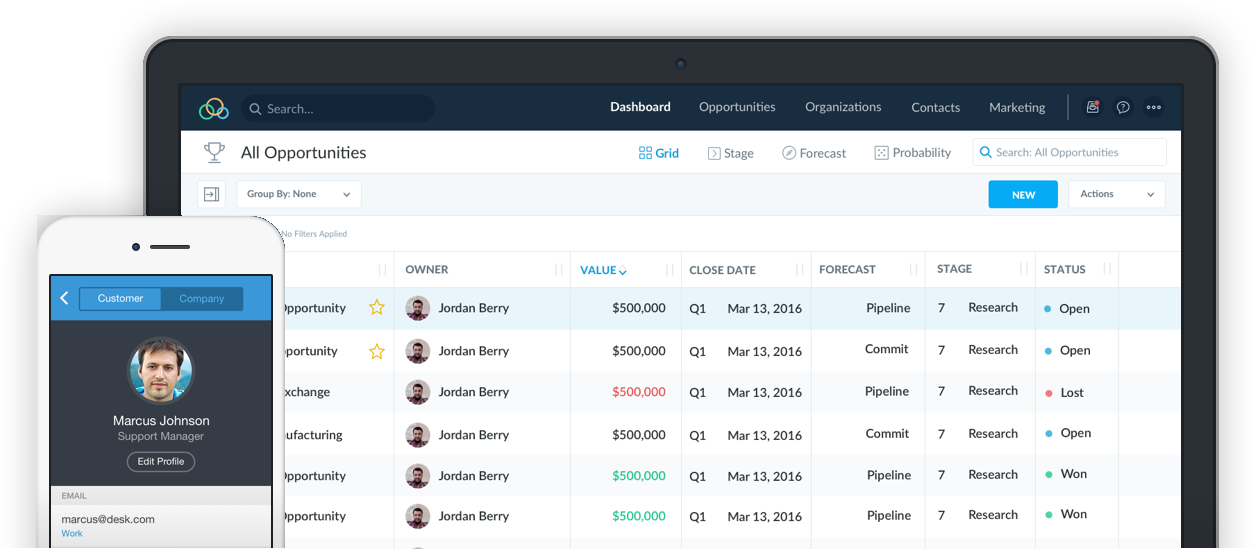 Search...
Dashboard Opportunities Organizations Contacts Marketing
All Opportunities
Grid Stage Forecast Probability Search: All Opportunities
Group By: None NEW Actions
No Filters Applied
OWNER VALUE CLOSE DATE FORECAST STAGE STATUS
pportunity Jordan Berry $500,000 Q1 Mar 13, 2016 Pipeline 7 Research Open
portunity Jordan Berry $500,000 Q1 Mar 13, 2016 Commit 7 Research Open
xchange Jordan Berry $500,000 Q1 Mar 13, 2016 Pipeline 7 Research Lost
ufacturing Jordan Berry $500,000 Q1 Mar 13, 2016 Commit 7 Research Open
pportunity Jordan Berry $500,000 Q1 Mar 13, 2016 Pipeline 7 Research Won
pportunity Jordan Berry $500,000 Q1 Mar 13, 2016 Pipeline 7 Research Won
Customer Company
Marcus Johnson
Support Manager
Edit Profile
EMAIL
marcus@desk.com
Work